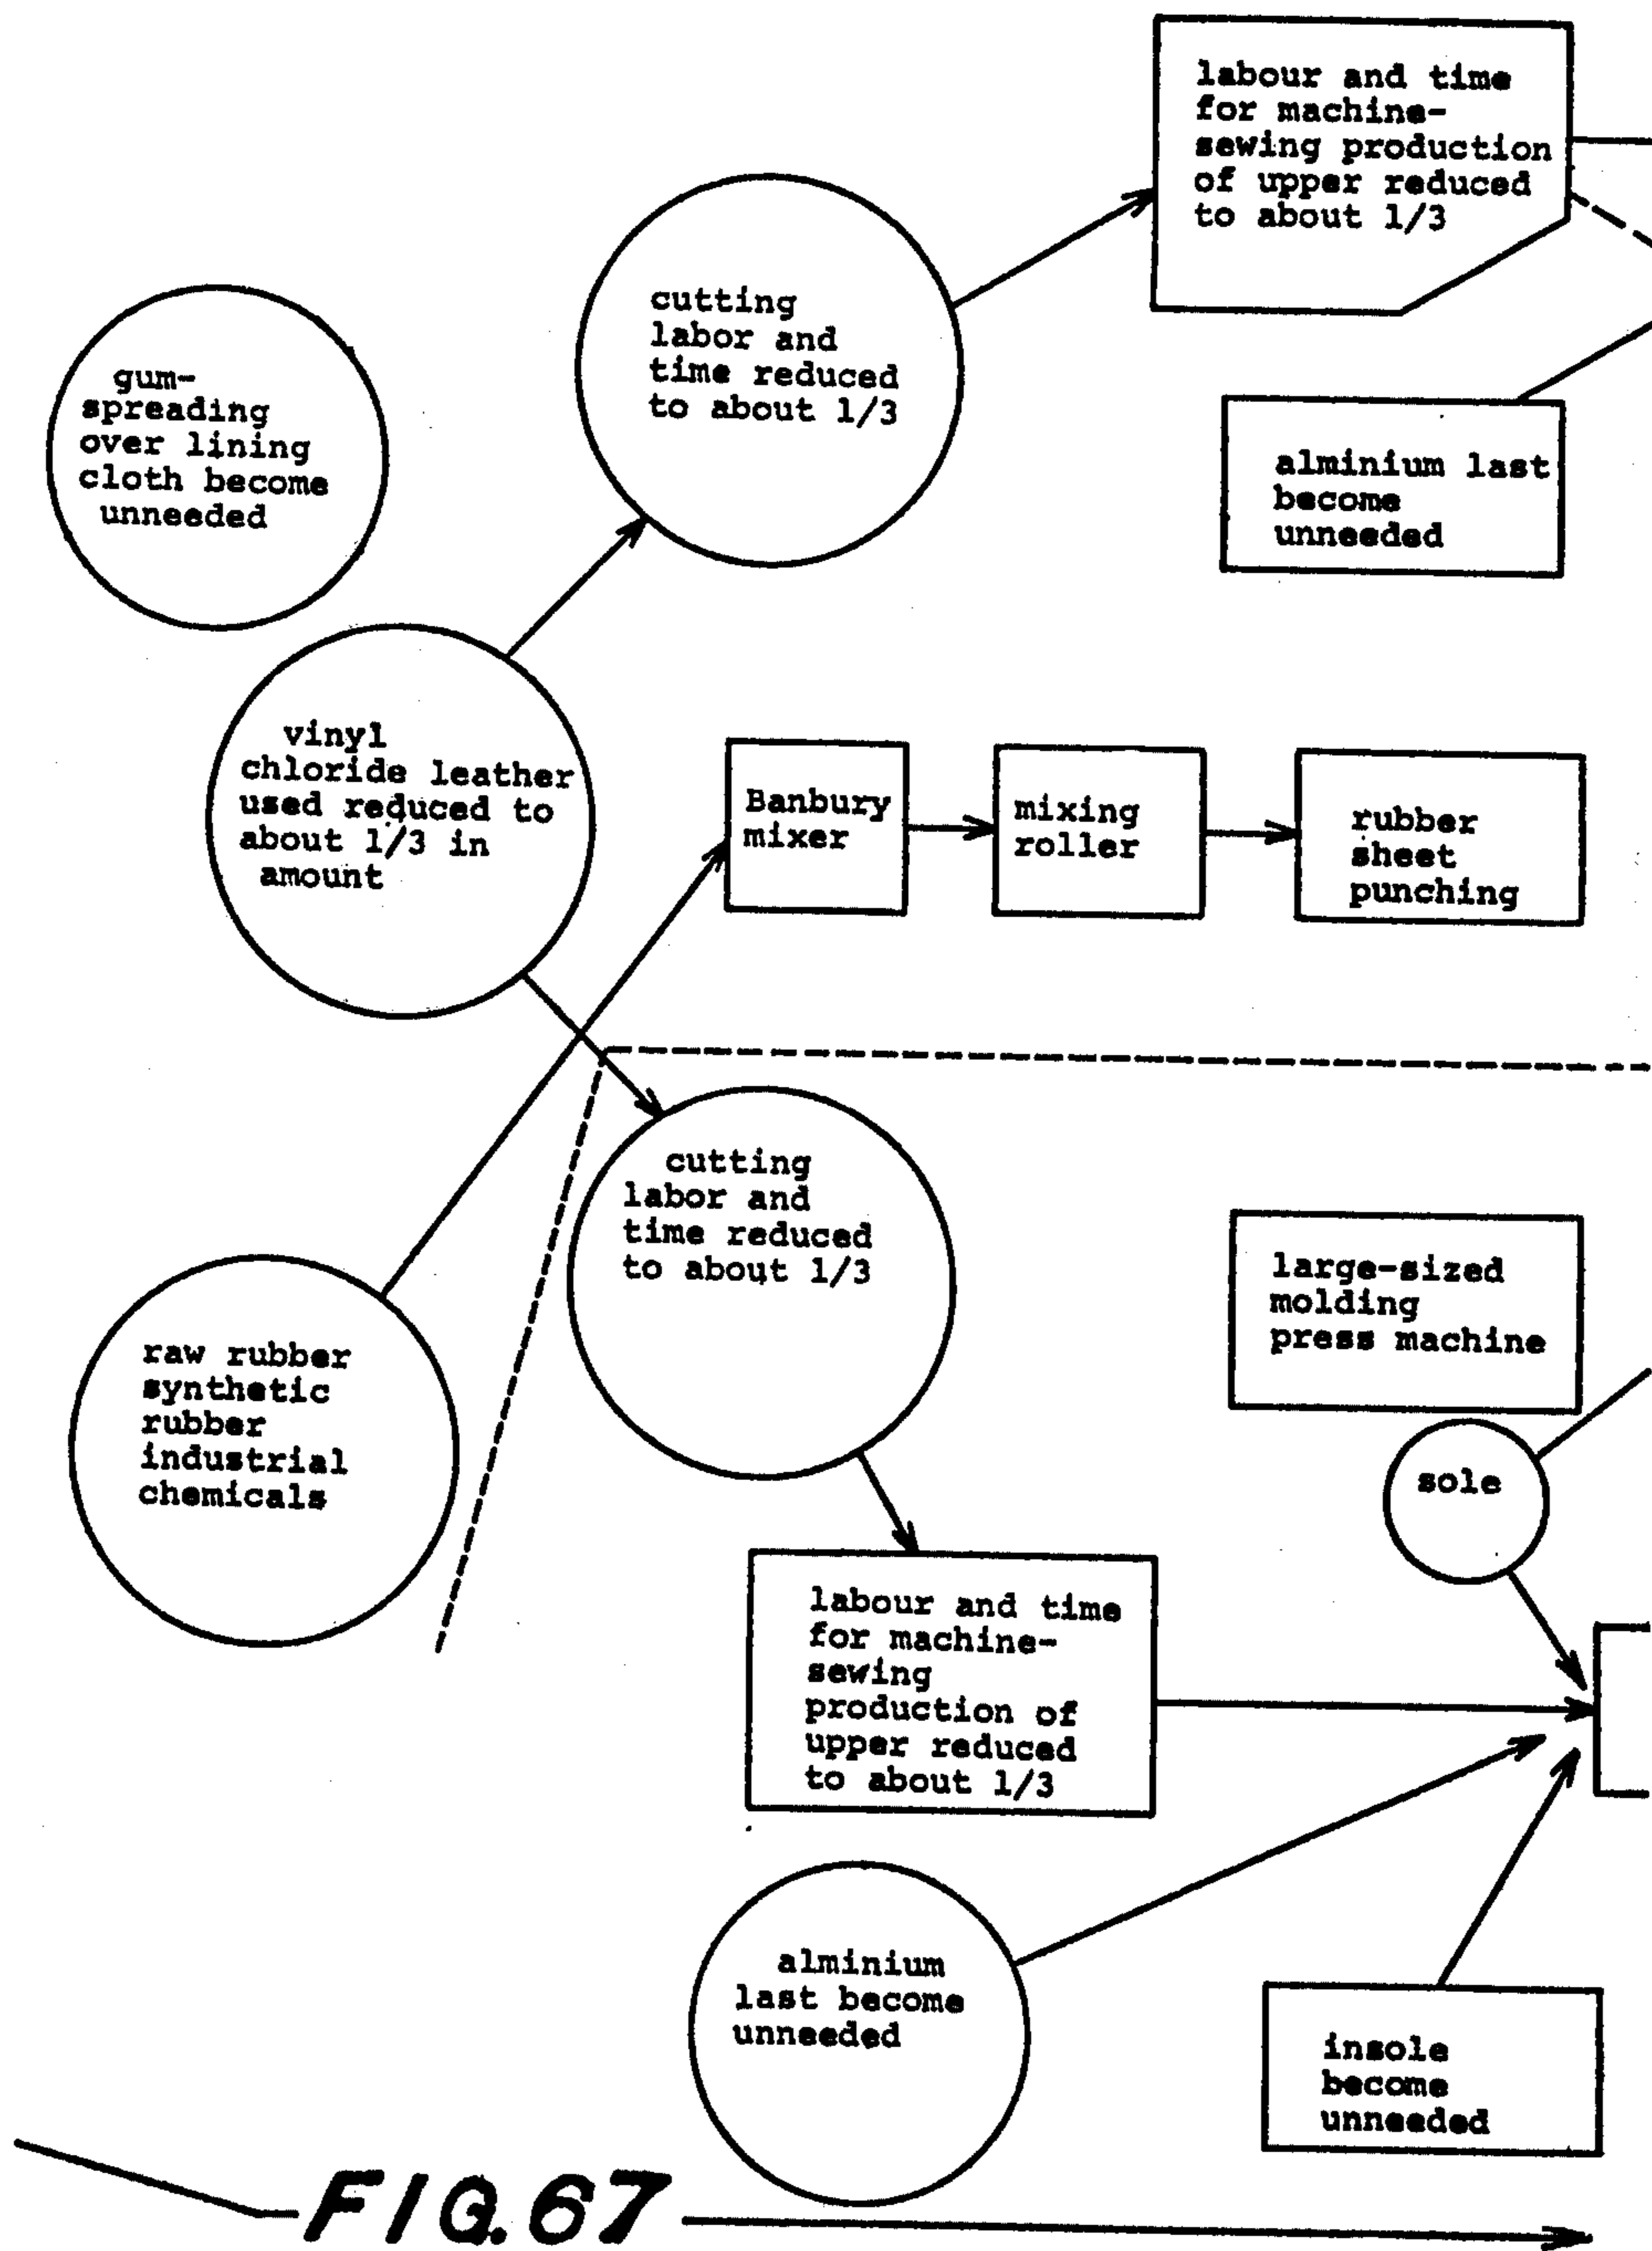 labour and time
for machine-
sewing production
of upper reduced
to about 1/3
cutting
labor and
time reduced
to about 1/3
gum-
spreading
over lining
cloth become
unneeded
alminium last
become
unneeded
vinyl
chloride leather
used reduced to
about 1/3 in
amount
Banbury
mixer
mixing
roller
rubber
sheet
punching
cutting
labor and
time reduced
to about 1/3
large-sized
molding
press machine
raw rubber
synthetic
rubber
industrial
chemicals
sole
labour and time
for machine-
sewing
production of
upper reduced
to about 1/3
alminium
last become
unneeded
insole
become
unneeded
FIG.67